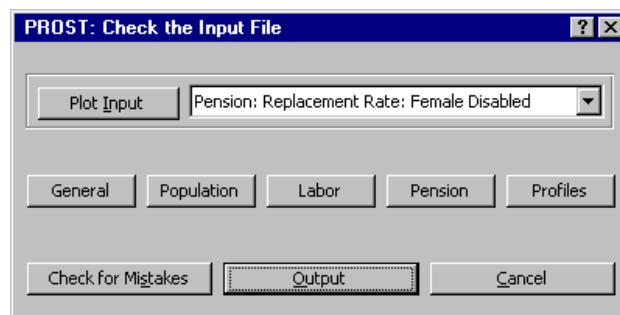 PROST: Check the Input File
Plot Input
Pension: Replacement Rate: Female Disabled
General
Population
Labor
Pension
Profiles
Check for Mistakes
Output
Cancel